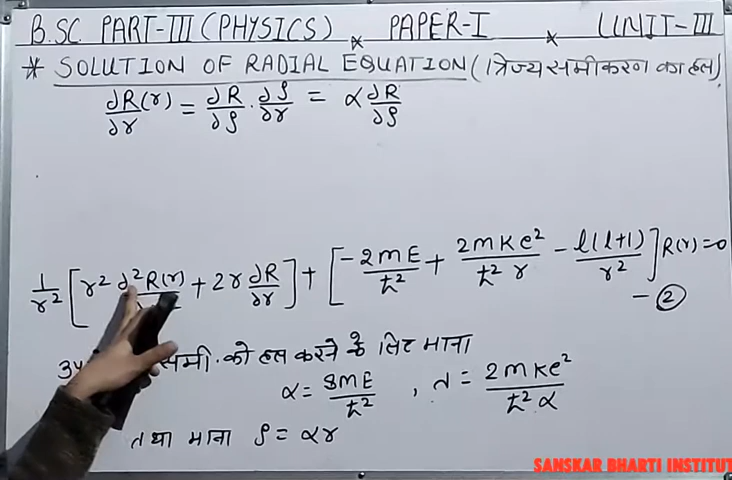 B.SC. PART-III (PHYSICS) * PAPER-I * UNIT-III
* SOLUTION OF RADIAL EQUATION (त्रिज्य समीकरण का हल)
∂R(r)/∂r = ∂R/∂ρ · ∂ρ/∂r = α ∂R/∂ρ
1/r² [r² ∂²R(r) + 2r ∂R/∂r] + [-2mE/ħ² + 2mKe²/ħ² r - l(l+1)/r²] R(r)=0
- ②
समी. को हल करने के लिए माना
α = 8mE/ħ² , λ = 2mKe²/ħ² α
तथा माना ρ = αr
SANSKAR BHARTI INSTITUT